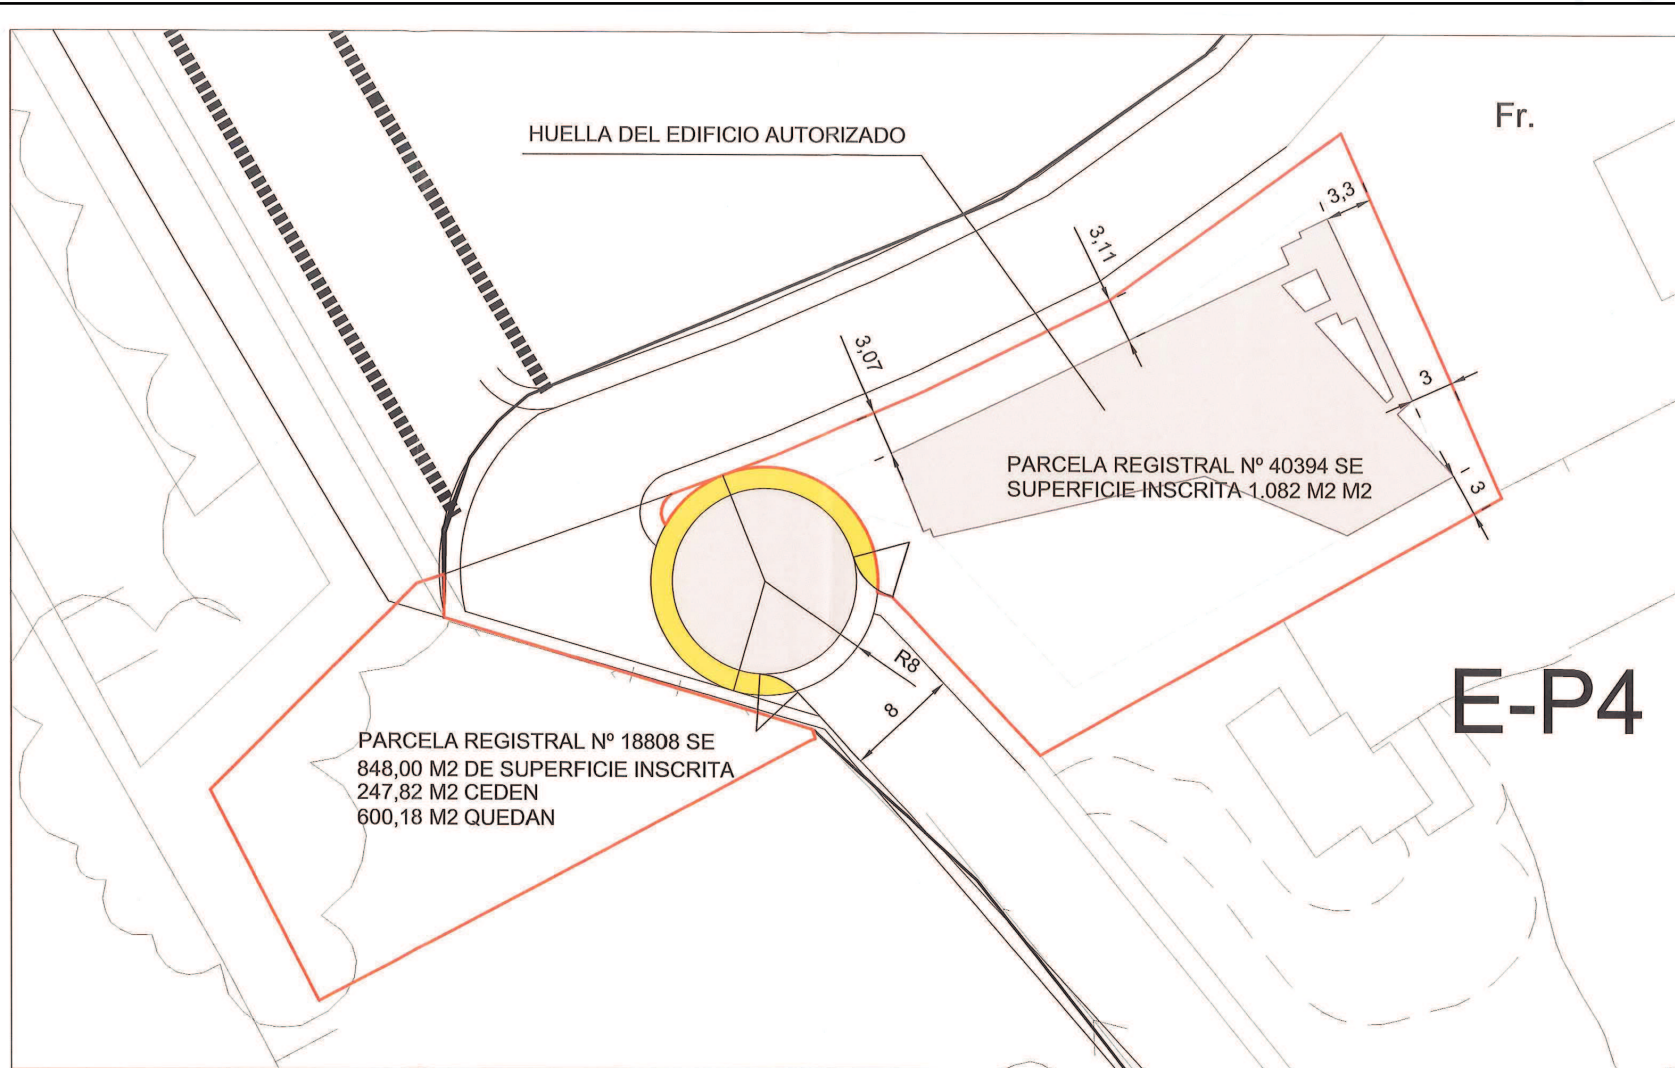 Fr.
HUELLA DEL EDIFICIO AUTORIZADO
3,3
3,11
3,07
3
PARCELA REGISTRAL Nº 40394 SE
SUPERFICIE INSCRITA 1.082 M2 M2
3
R8
8
E-P4
PARCELA REGISTRAL Nº 18808 SE
848,00 M2 DE SUPERFICIE INSCRITA
247,82 M2 CEDEN
600,18 M2 QUEDAN